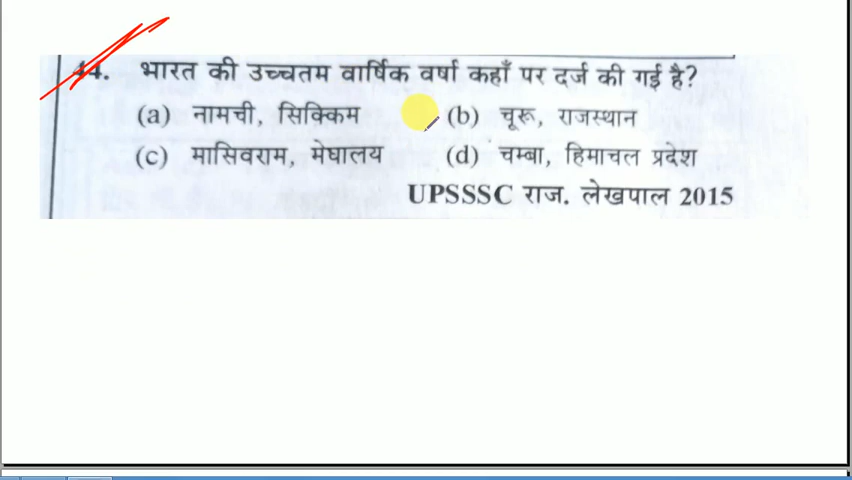 44. भारत की उच्चतम वार्षिक वर्षा कहाँ पर दर्ज की गई है?
(a) नामची, सिक्किम (b) चूरू, राजस्थान
(c) मासिवराम, मेघालय (d) चम्बा, हिमाचल प्रदेश
UPSSSC राज. लेखपाल 2015